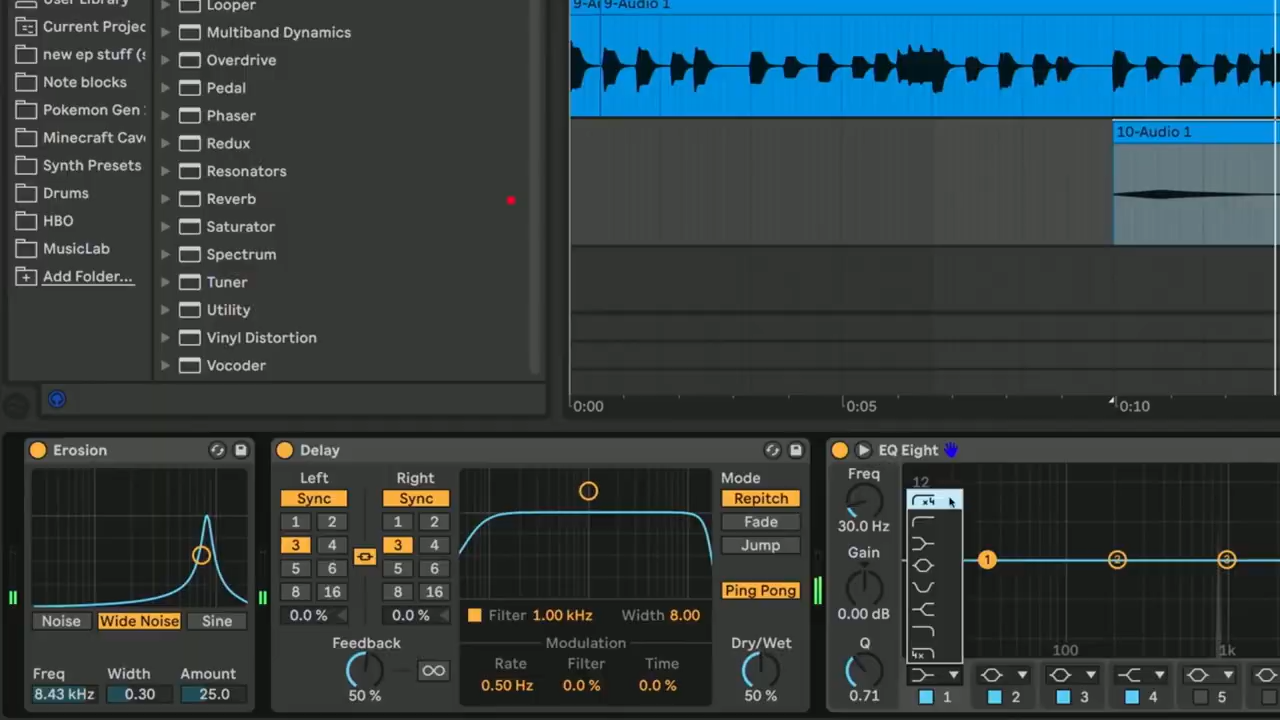 Looper
User Library
Current Projec
Multiband Dynamics
new ep stuff (s
Overdrive
Note blocks
Pedal
Pokemon Gen
Phaser
Minecraft Cav
Redux
Synth Presets
Resonators
Drums
Reverb
HBO
Saturator
MusicLab
Spectrum
Add Folder...
Tuner
Utility
Vinyl Distortion
Vocoder
9-A
9-Audio 1
10-Audio 1
0:00
0:05
0:10
Erosion
Noise
Wide Noise
Sine
Freq
Width
Amount
8.43 kHz
0.30
25.0
Delay
Left
Right
Sync
Sync
1 2
1 2
3 4
3 4
5 6
5 6
8 16
8 16
0.0 %
0.0 %
Feedback
50 %
Filter 1.00 kHz
Width 8.00
Modulation
Rate
Filter
Time
0.50 Hz
0.0 %
0.0 %
Mode
Repitch
Fade
Jump
Ping Pong
Dry/Wet
50 %
EQ Eight
Freq
30.0 Hz
Gain
0.00 dB
Q
0.71
12
x4
4x
1
2
3
100
1k
1
2
3
4
5